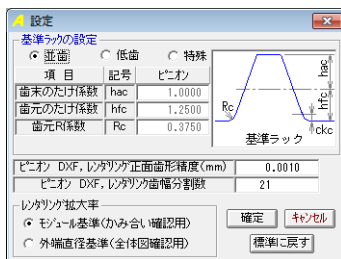 設定
基準ラックの設定
並歯 低歯 特殊
項 目 記号 ピニオン
歯末のたけ係数 hac 1.0000
歯元のたけ係数 hfc 1.2500
歯元R係数 Rc 0.3750
Rc hac hfc ckc
基準ラック
ピニオン DXF,レンダリング正面歯形精度(mm) 0.0010
ピニオン DXF,レンダリング歯幅分割数 21
レンダリング拡大率
モジュール基準(かみ合い確認用)
外端直径基準(全体図確認用)
確定 キャンセル
標準に戻す